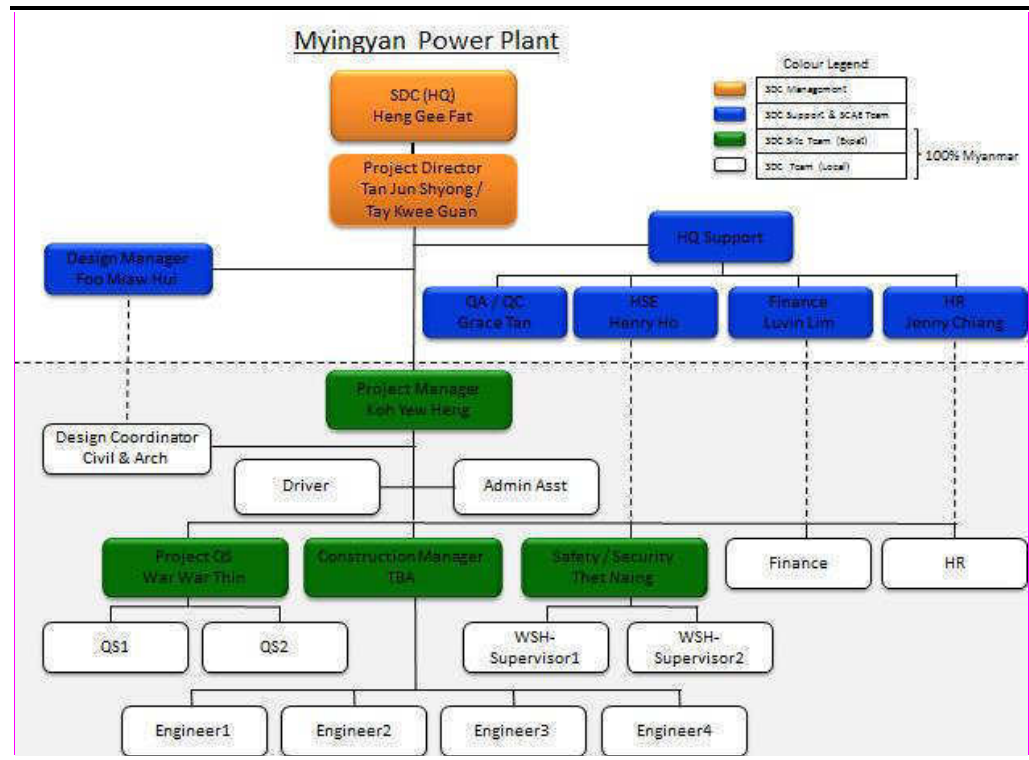 Myingyan Power Plant
Colour Legend
SDC Management
SDC Support & SCAE Team
SDC Site Team (Expat)
SDC Team (Local)
100% Myanmar
SDC (HQ)
Heng Gee Fat
Project Director
Tan Jun Shyong /
Tay Kwee Guan
HQ Support
Design Manager
Foo Miaw Hui
QA / QC
Grace Tan
HSE
Henry Ho
Finance
Luvin Lim
HR
Jenny Chiang
Project Manager
Koh Yew Heng
Design Coordinator
Civil & Arch
Driver
Admin Asst
Project QS
War War Thin
Construction Manager
TBA
Safety / Security
Thet Naing
Finance
HR
QS1
QS2
WSH-
Supervisor1
WSH-
Supervisor2
Engineer1
Engineer2
Engineer3
Engineer4